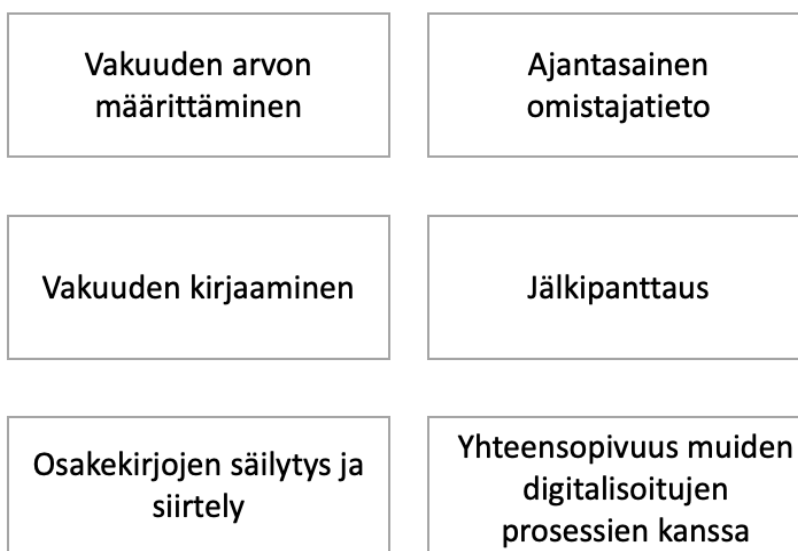 Vakuuden arvon
määrittäminen
Ajantasainen
omistajatieto
Vakuuden kirjaaminen
Jälkipanttaus
Osakekirjojen säilytys ja
siirtely
Yhteensopivuus muiden
digitalisoitujen
prosessien kanssa